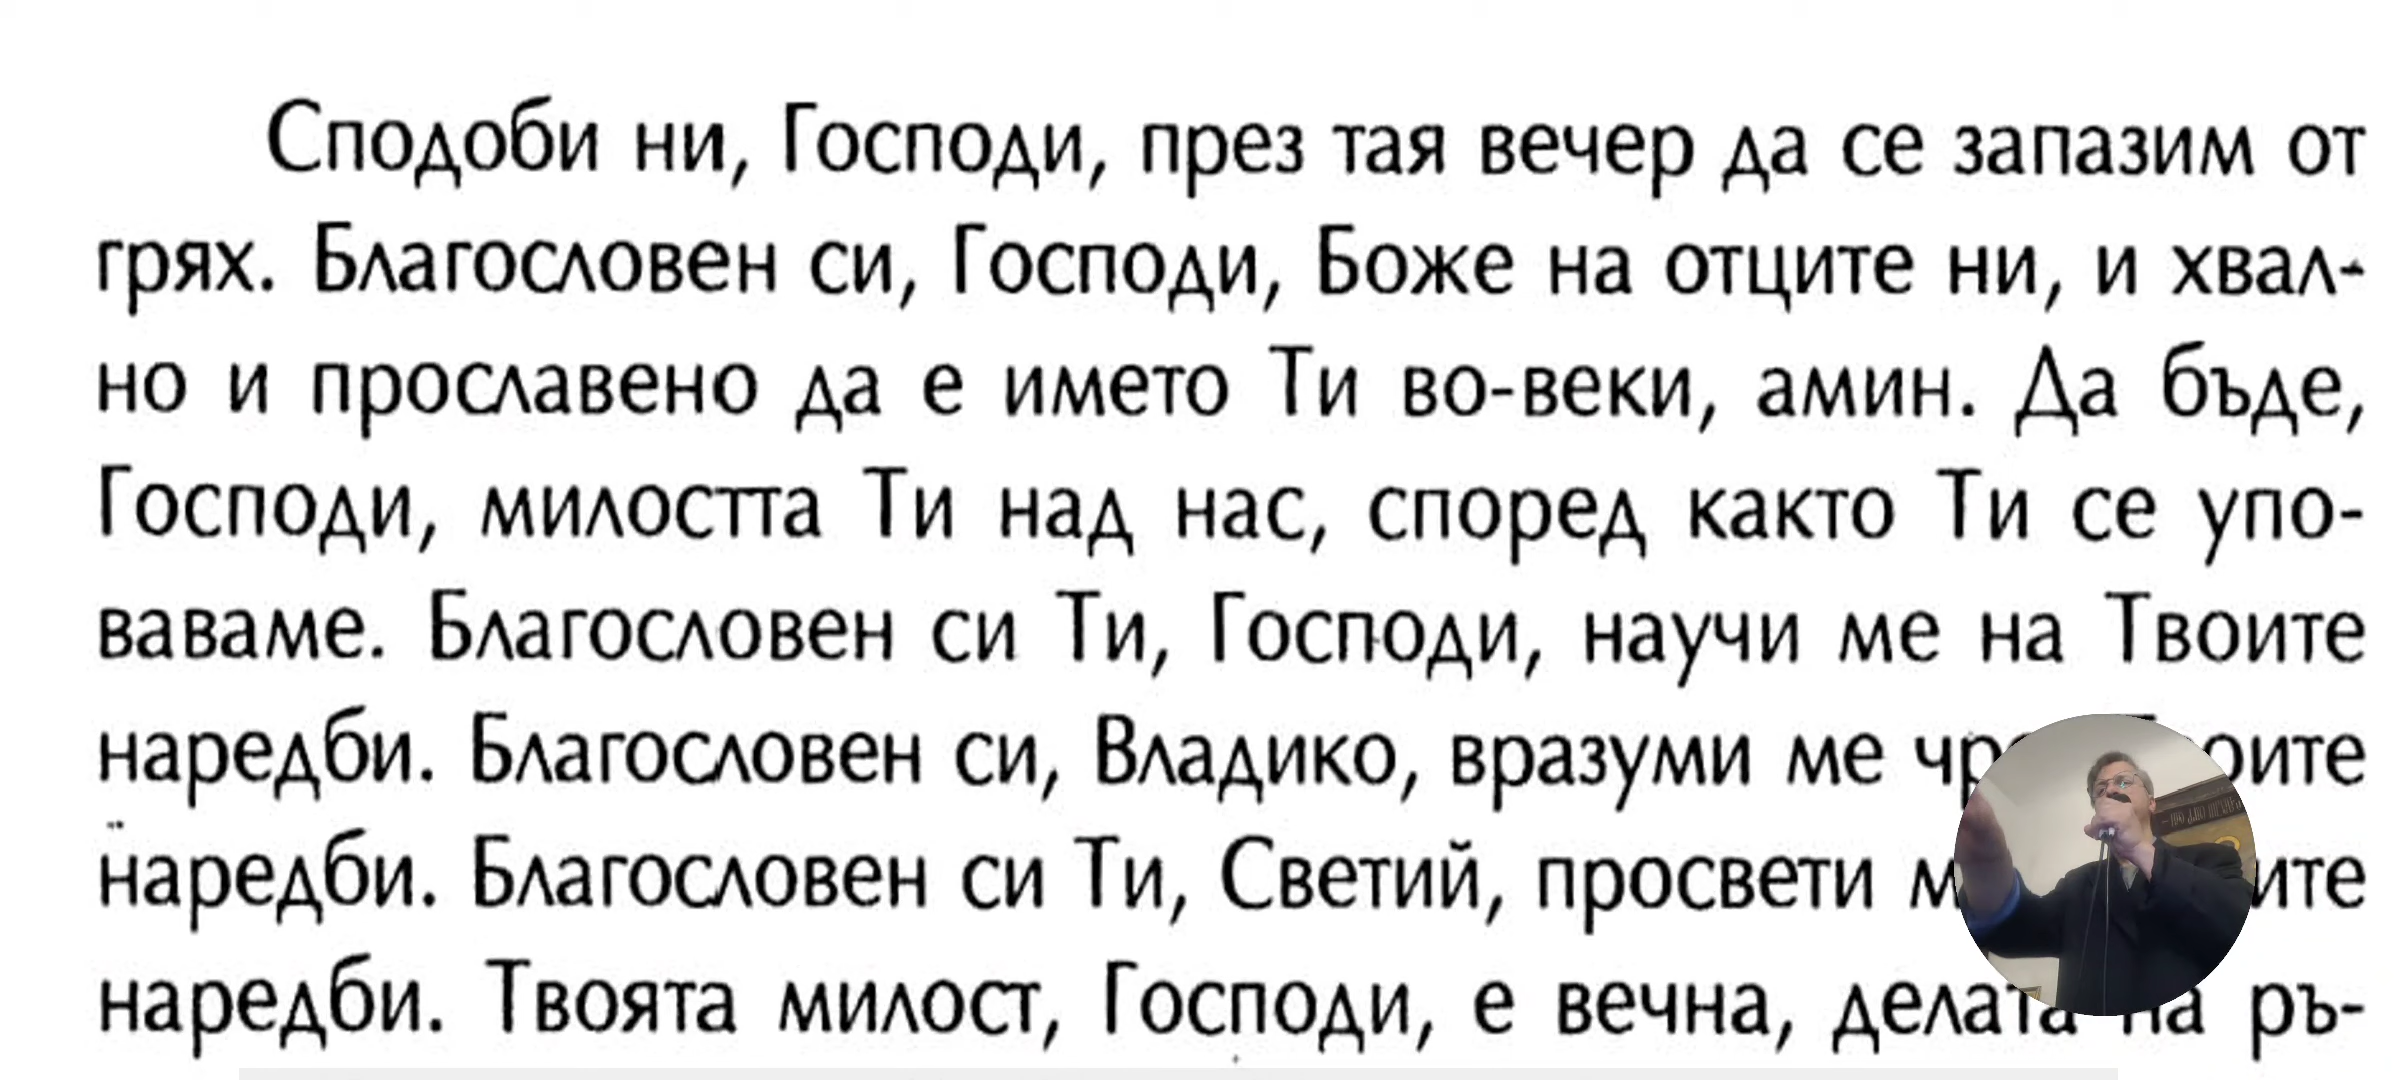 Сподоби ни, Господи, през тая вечер да се запазим от
грях. Благословен си, Господи, Боже на отците ни, и хвал-
но и прославено да е името Ти во-веки, амин. Да бъде,
Господи, милостта Ти над нас, според както Ти се упо-
ваваме. Благословен си Ти, Господи, научи ме на Твоите
наредби. Благословен си, Владико, вразуми ме
наредби. Благословен си Ти, Светий, просвети
наредби. Твоята милост, Господи, е вечна, делата на ръ-